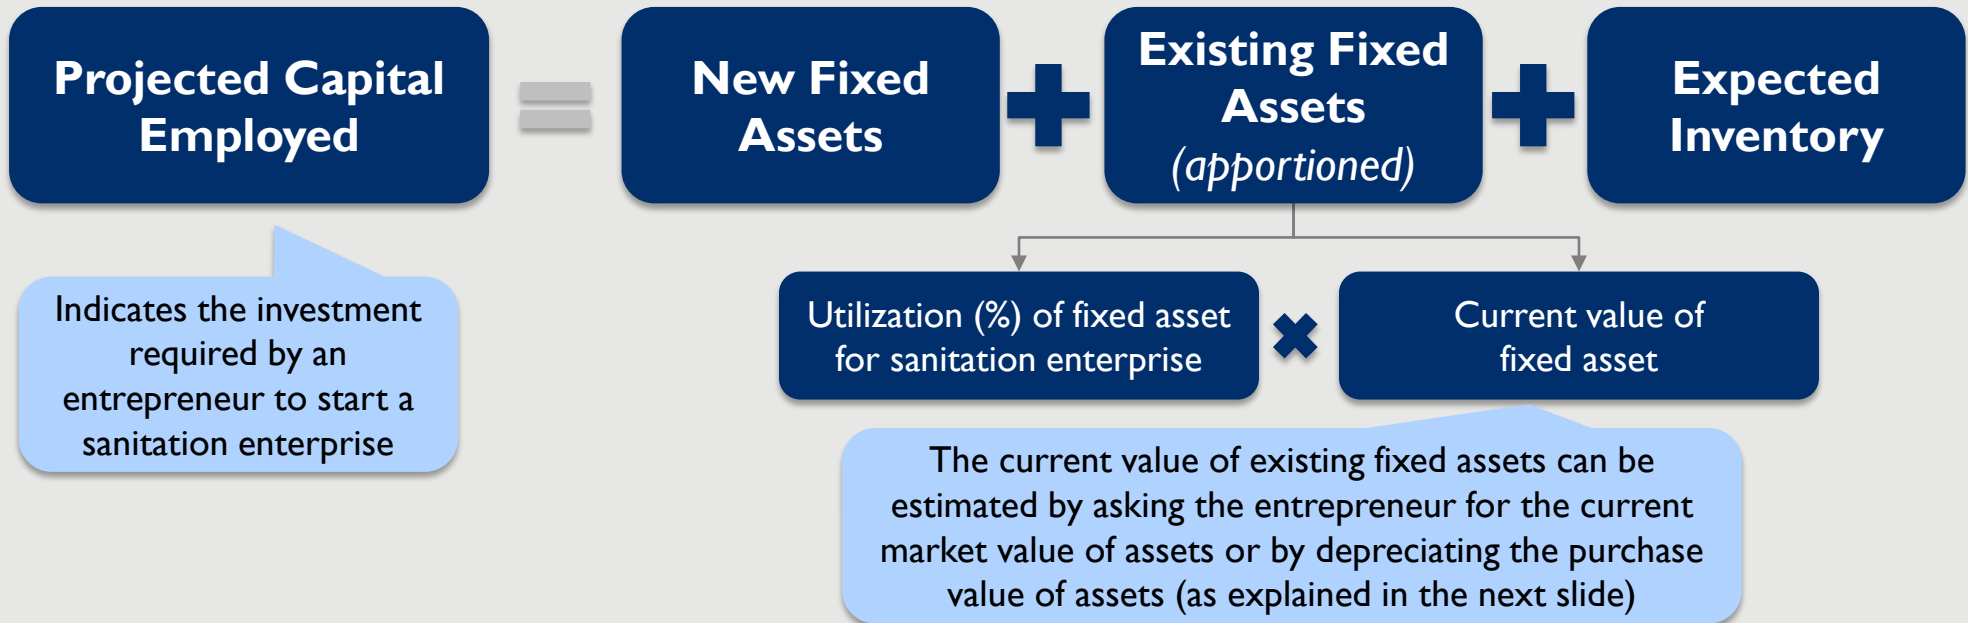 Projected Capital
Employed
=
New Fixed
Assets
+
Existing Fixed
Assets
(apportioned)
+
Expected
Inventory
Indicates the investment
required by an
entrepreneur to start a
sanitation enterprise
Utilization (%) of fixed asset
for sanitation enterprise
×
Current value of
fixed asset
The current value of existing fixed assets can be
estimated by asking the entrepreneur for the current
market value of assets or by depreciating the purchase
value of assets (as explained in the next slide)